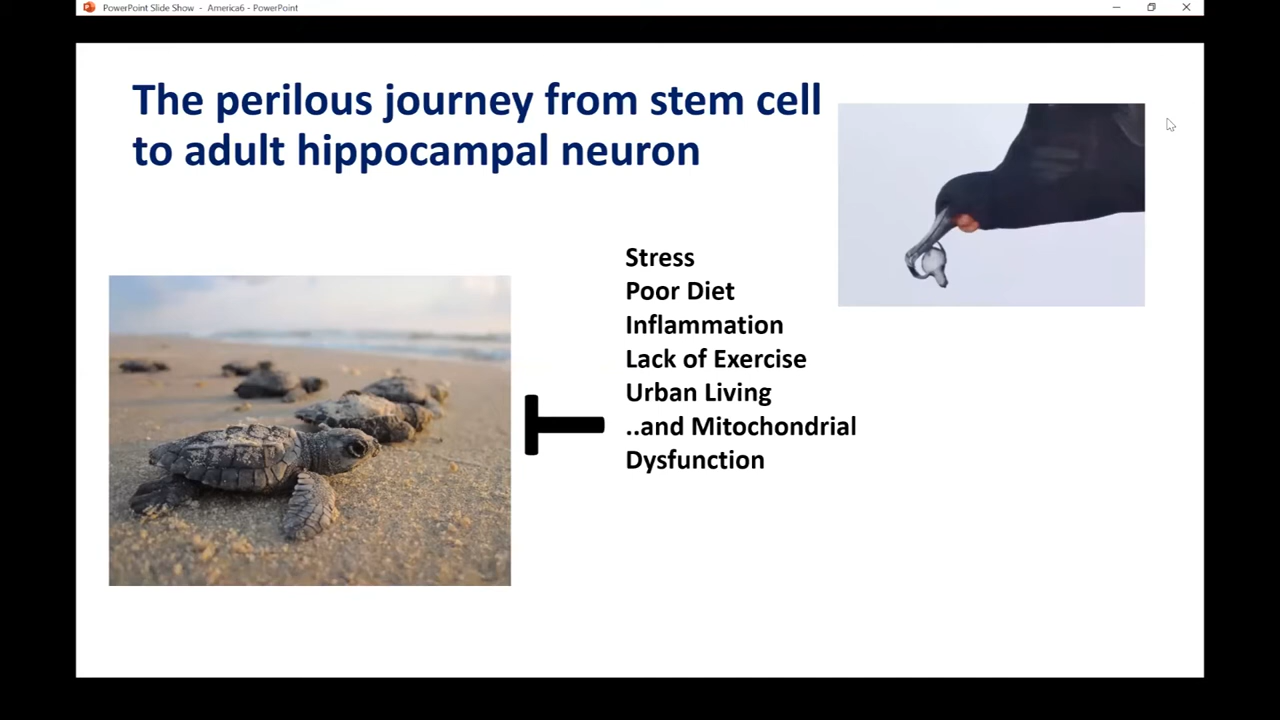 PowerPoint Slide Show - America6 - PowerPoint
The perilous journey from stem cell
to adult hippocampal neuron
Stress
Poor Diet
Inflammation
Lack of Exercise
Urban Living
..and Mitochondrial
Dysfunction